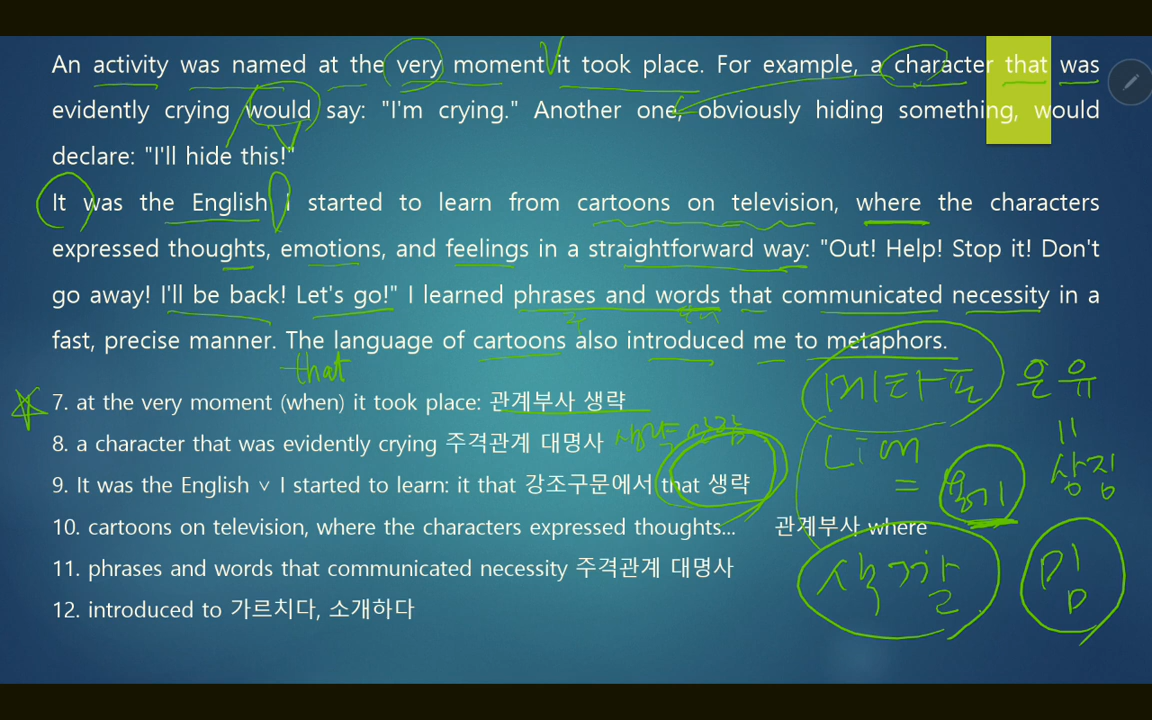 An activity was named at the very moment it took place. For example, a character that was
evidently crying would say: "I'm crying." Another one, obviously hiding something, would
declare: "I'll hide this!"
It was the English i started to learn from cartoons on television, where the characters
expressed thoughts, emotions, and feelings in a straightforward way: "Out! Help! Stop it! Don't
go away! I'll be back! Let's go!" I learned phrases and words that communicated necessity in a
fast, precise manner. The language of cartoons also introduced me to metaphors.
that
메타포 은유
7. at the very moment (when) it took place: 관계부사 생략
8. a character that was evidently crying 주격관계 대명사
=
상징
9. It was the English v I started to learn: it that 강조구문에서 that 생략
= 용기
10. cartoons on television, where the characters expressed thoughts... 관계부사 where
11. phrases and words that communicated necessity 주격관계 대명사
색깔
12. introduced to 가르치다, 소개하다